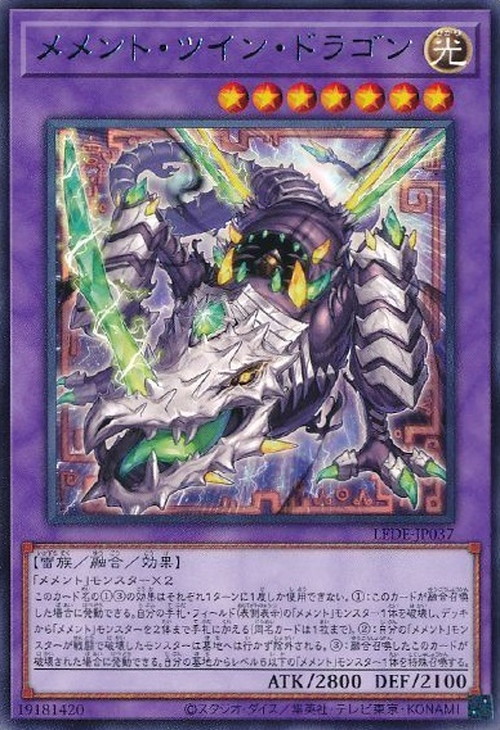 メメント・ツイン・ドラゴン
光
LEDE-JP037
【雷族／融合／効果】
「メメント」モンスター×２
このカード名の①③の効果はそれぞれ１ターンに１度しか使用できない。①：このカードが融合召喚
した場合に発動できる。自分の手札・フィールド（表側表示）の「メメント」モンスター１体を破壊し、デッキ
から「メメント」モンスター２体まで手札に加える（同名カードは１枚まで）。②：自分の「メメント」モン
スターが戦闘で破壊したモンスターは墓地へは行かず除外される。③：融合召喚したこのカードが
破壊された場合に発動できる。自分の墓地からレベル６以下の「メメント」モンスター１体を特殊召喚する。
ATK/2800 DEF/2100
19181420
©スタジオ・ダイス／集英社・テレビ東京・KONAMI